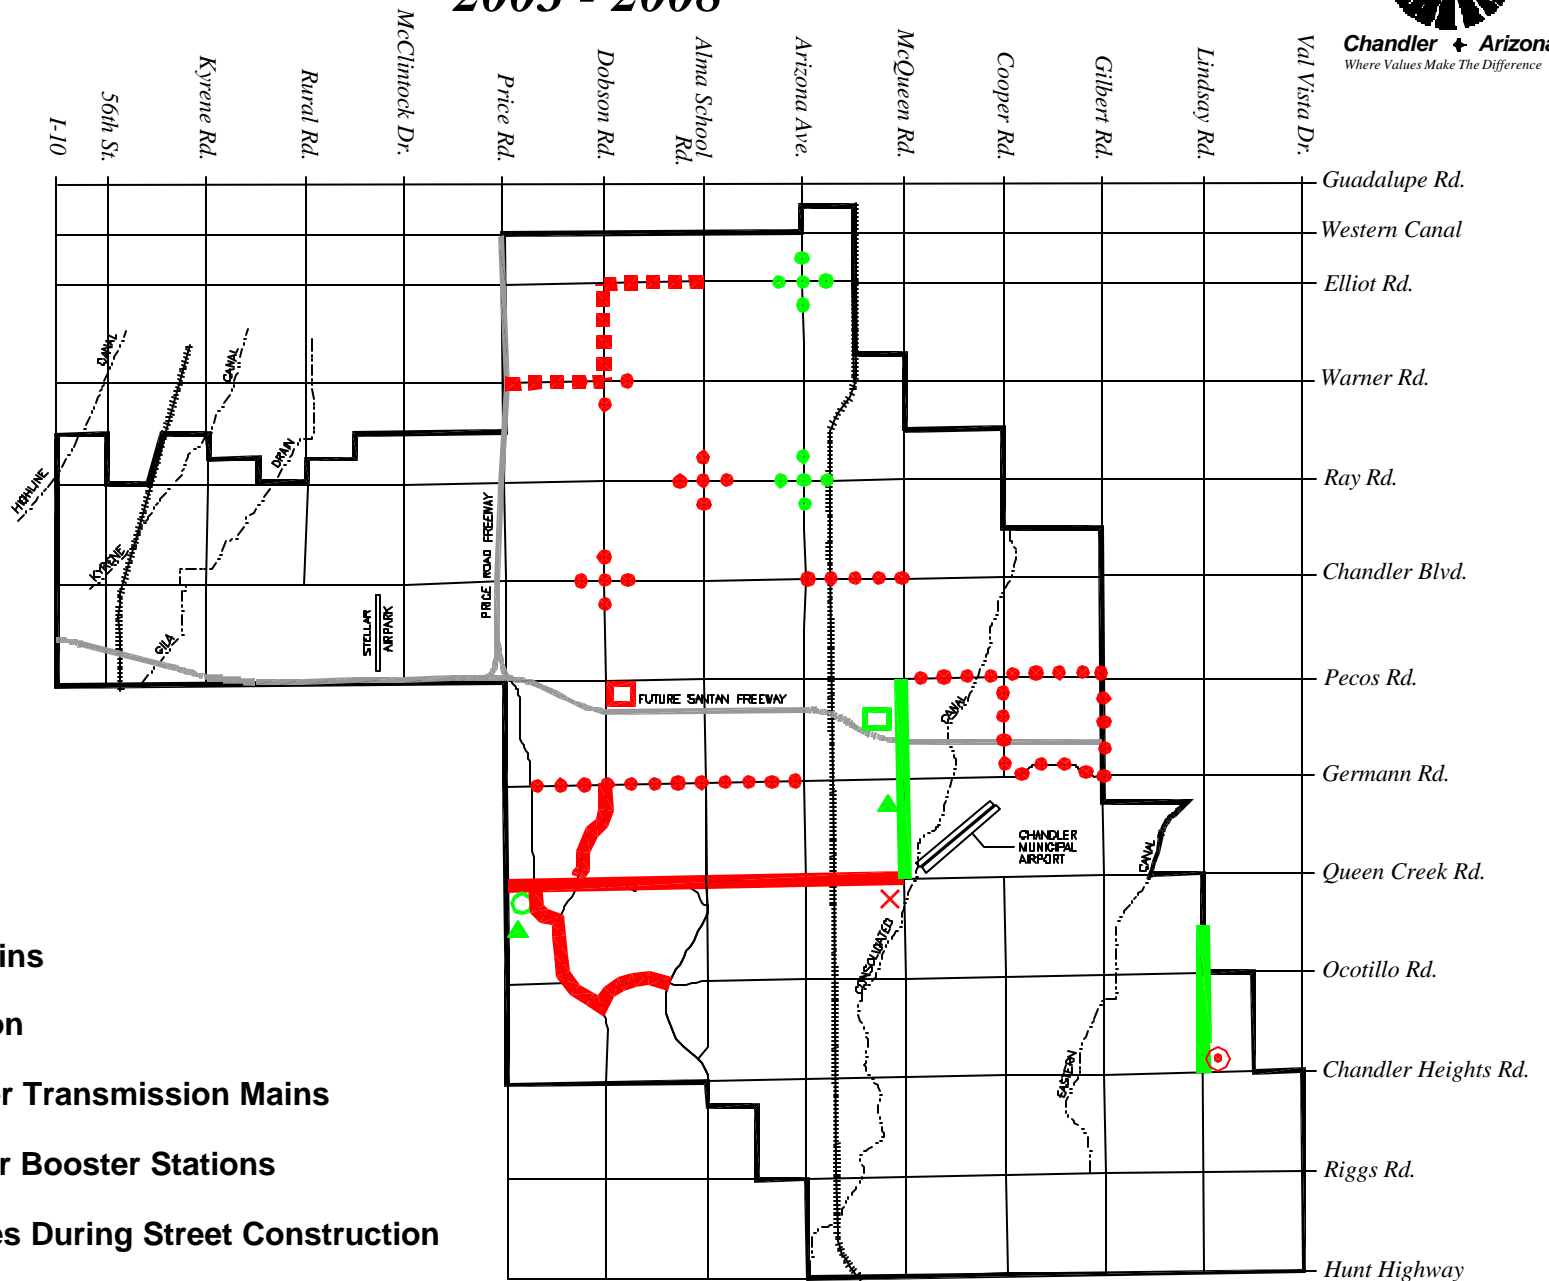 2003 - 2008
Chandler Arizona
Where Values Make The Difference
I-10
56th St.
Kyrene Rd.
Rural Rd.
McClintock Dr.
Price Rd.
Dobson Rd.
Alma School
Rd.
Arizona Ave.
McQueen Rd.
Cooper Rd.
Gilbert Rd.
Lindsay Rd.
Val Vista Dr.
Guadalupe Rd.
Western Canal
Elliot Rd.
Warner Rd.
Ray Rd.
Chandler Blvd.
Pecos Rd.
Germann Rd.
Queen Creek Rd.
Ocotillo Rd.
Chandler Heights Rd.
Riggs Rd.
Hunt Highway
HIGHLINE
CANAL
KYRENE
CANAL
GILA
DRAIN
STELLAR
AIRPARK
PRICE ROAD FREEWAY
FUTURE SANTAN FREEWAY
CANAL
CONSOLIDATED
CHANDLER
MUNICIPAL
AIRPORT
CANAL
EASTERN
ins
on
er Transmission Mains
r Booster Stations
es During Street Construction